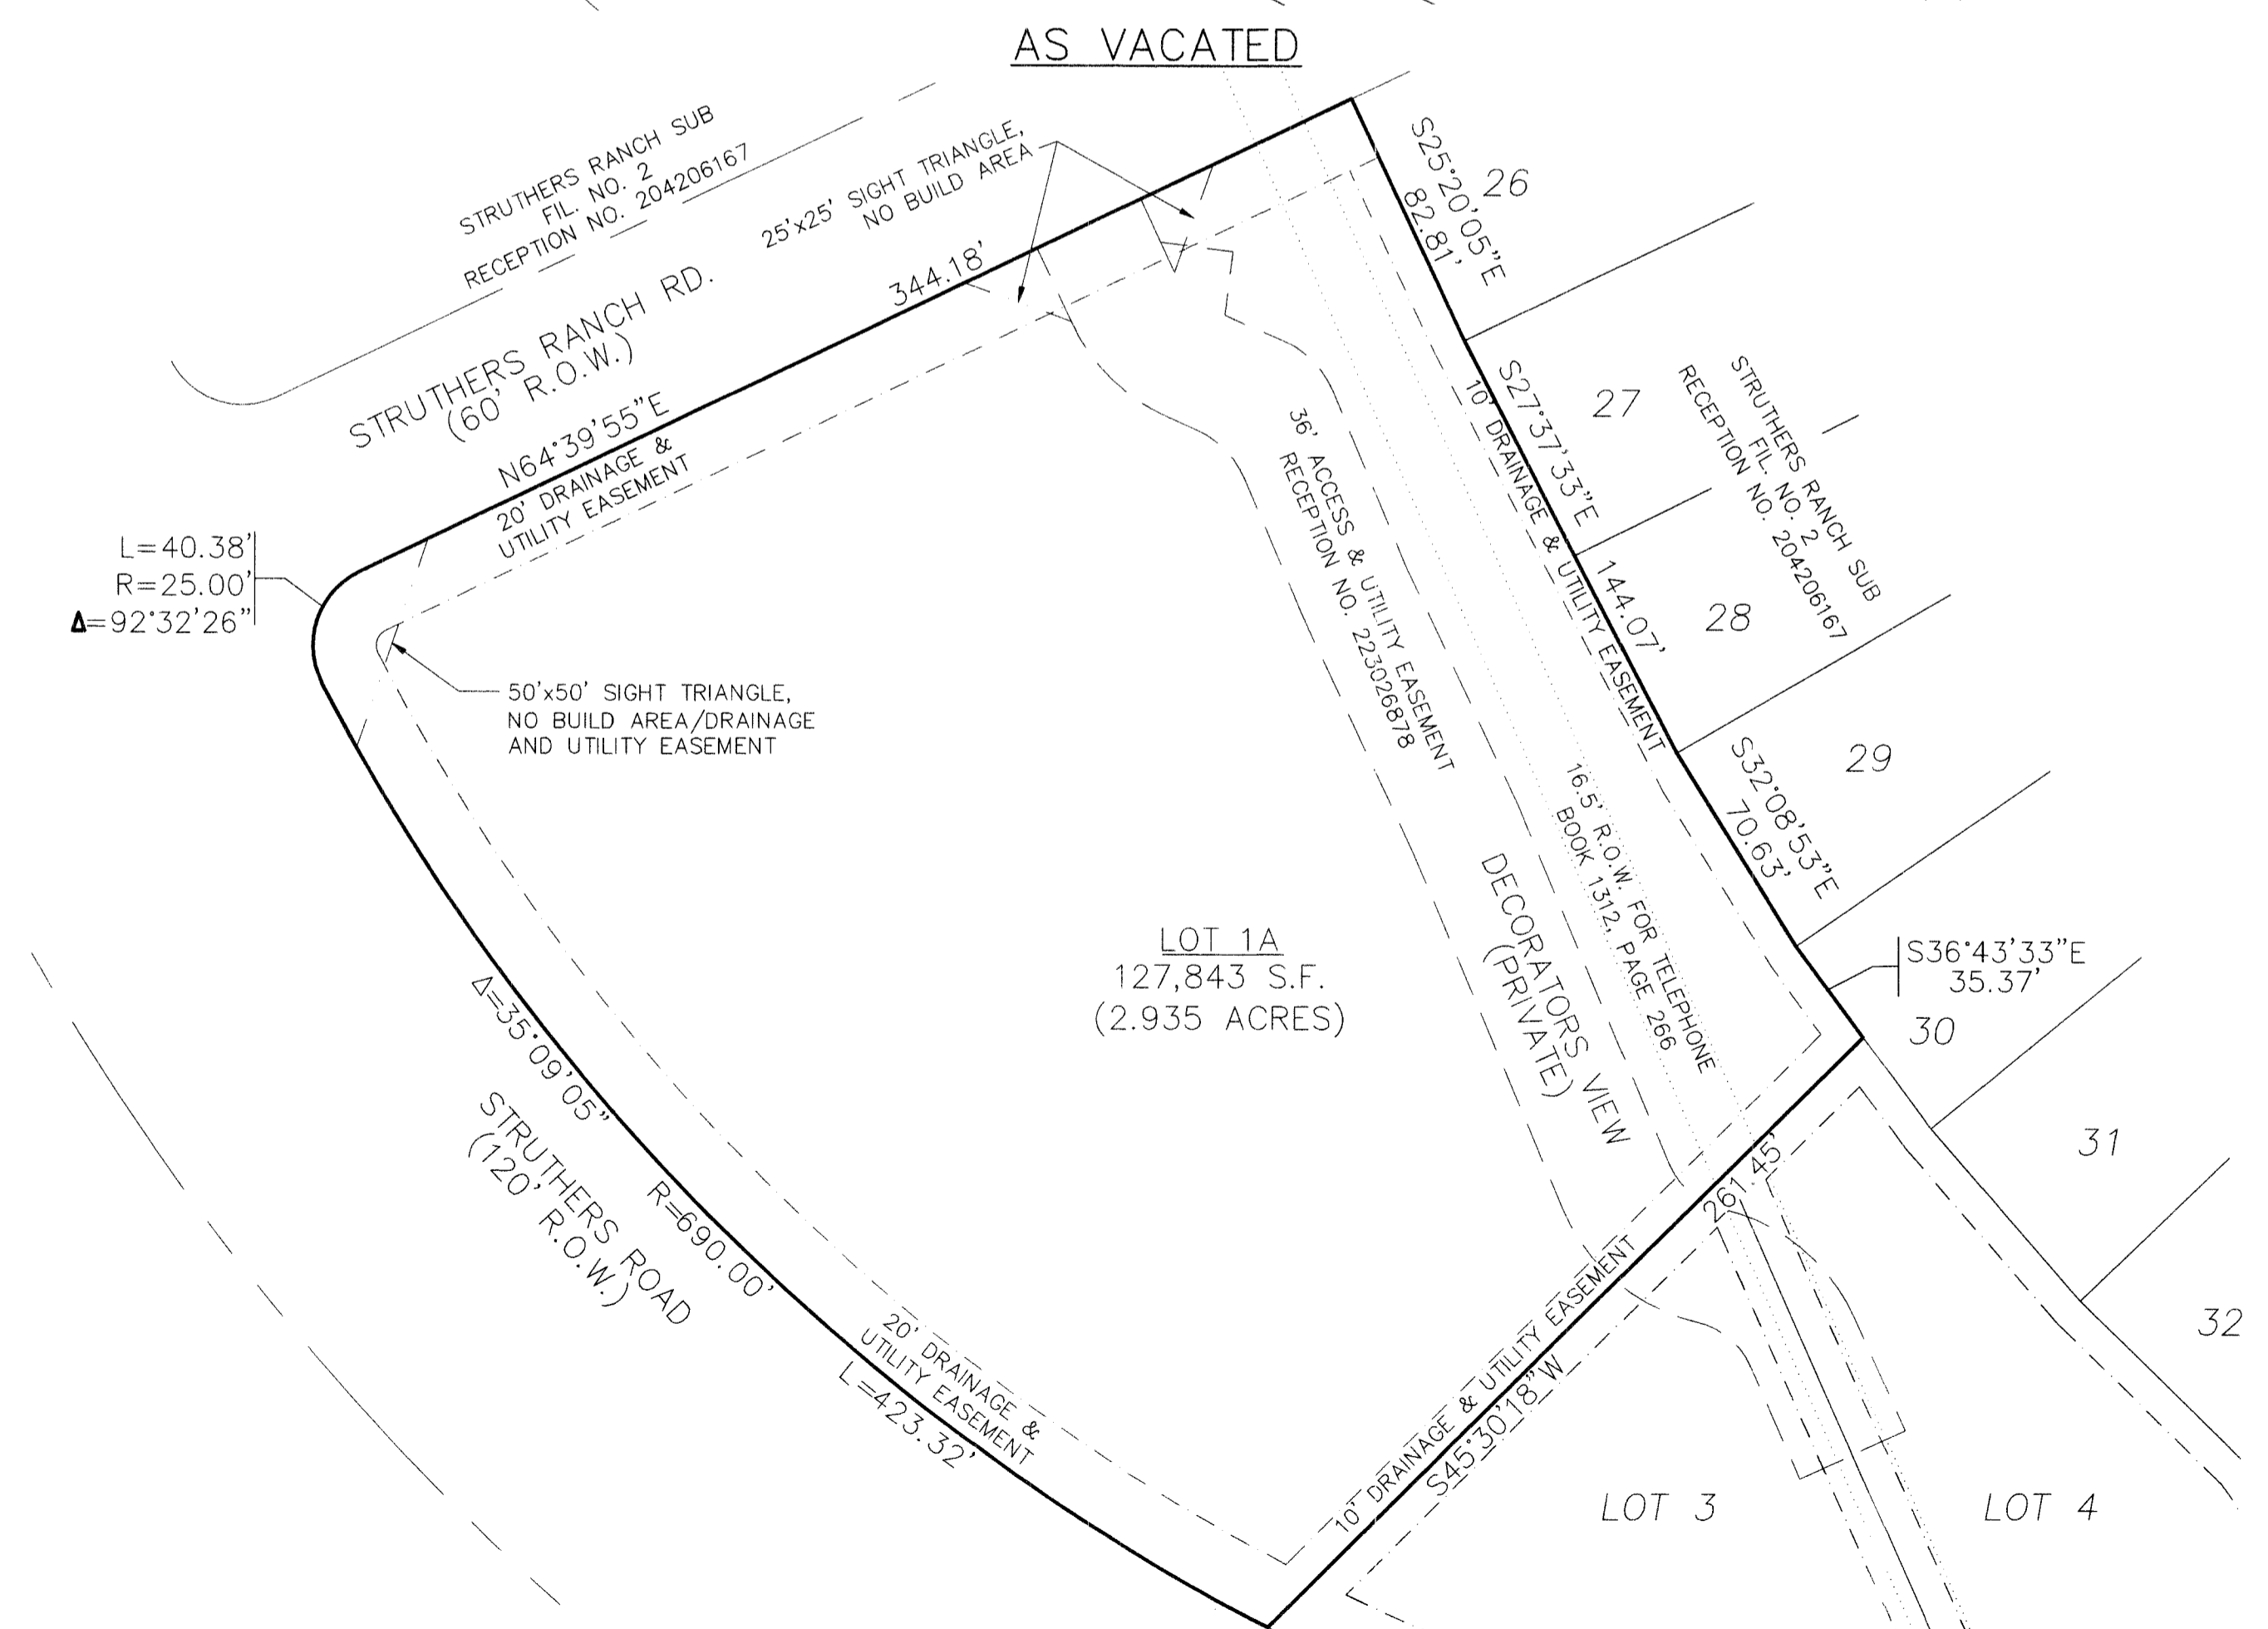 AS VACATED
STRUTHERS RANCH SUB
FIL. NO. 2
RECEPTION NO. 204206167
25'x25' SIGHT TRIANGLE,
NO BUILD AREA
344.18'
STRUTHERS RANCH RD.
(60' R.O.W.)
N64°39'55"E
20' DRAINAGE &
UTILITY EASEMENT
S25°20'05"E
82.81'
26
L=40.38'
R=25.00'
Δ=92°32'26"
50'x50' SIGHT TRIANGLE,
NO BUILD AREA/DRAINAGE
AND UTILITY EASEMENT
36' ACCESS & UTILITY EASEMENT
RECEPTION NO. 223026878
10' DRAINAGE & UTILITY EASEMENT
S27°37'33"E
144.07'
27
STRUTHERS RANCH SUB
FIL. NO. 2
RECEPTION NO. 204206167
28
29
S32°08'53"E
70.63'
16.5' R.O.W. FOR TELEPHONE
BOOK 1312, PAGE 266
DECORATORS VIEW
(PRIVATE)
LOT 1A
127,843 S.F.
(2.935 ACRES)
S36°43'33"E
35.37'
30
31
32
Δ=35°09'05"
R=690.00'
L=423.32'
STRUTHERS ROAD
(120' R.O.W.)
20' DRAINAGE &
UTILITY EASEMENT
261.45'
10' DRAINAGE & UTILITY EASEMENT
S45°30'18"W
LOT 3
LOT 4